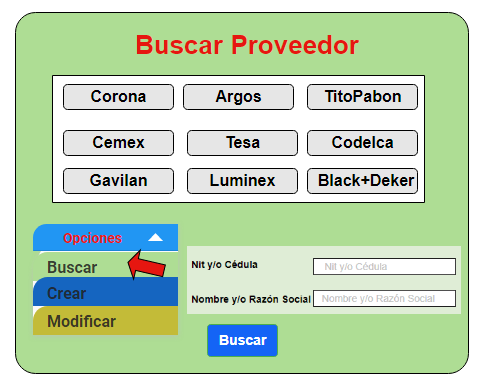 Buscar Proveedor
Corona Argos TitoPabon
Cemex Tesa Codelca
Gavilan Luminex Black+Deker
Opciones
Buscar
Crear
Modificar
Nit y/o Cédula Nit y/o Cédula
Nombre y/o Razón Social Nombre y/o Razón Social
Buscar